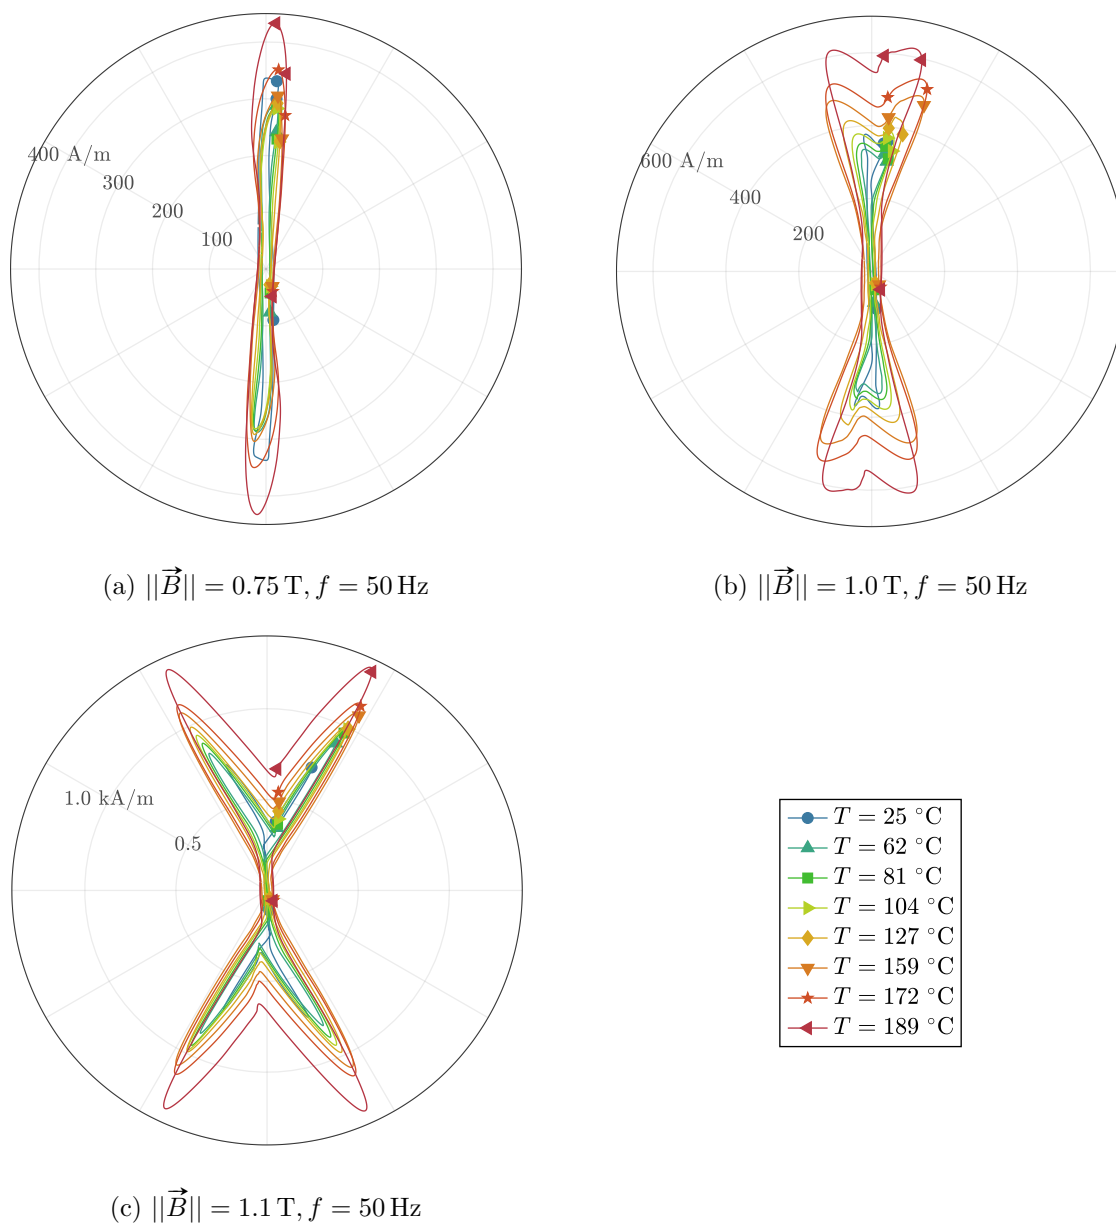 400 A/m
300
200
100
600 A/m
400
200
(a) ||B⃗|| = 0.75 T, f = 50 Hz
(b) ||B⃗|| = 1.0 T, f = 50 Hz
1.0 kA/m
0.5
T = 25 °C
T = 62 °C
T = 81 °C
T = 104 °C
T = 127 °C
T = 159 °C
T = 172 °C
T = 189 °C
(c) ||B⃗|| = 1.1 T, f = 50 Hz